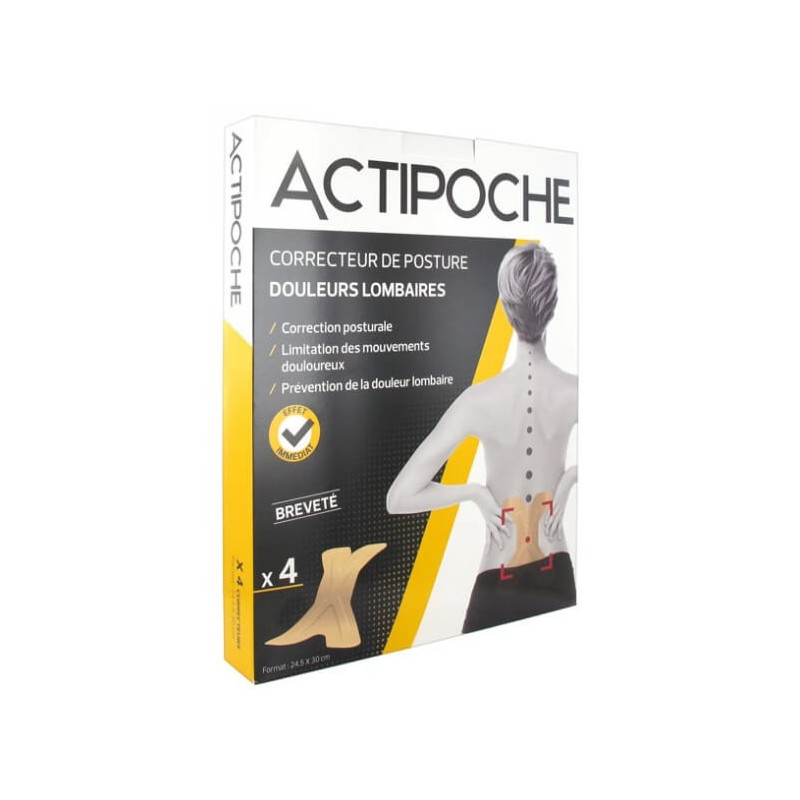 ACTIPOCHE
CORRECTEUR DE POSTURE
DOULEURS LOMBAIRES
/ Correction posturale
/ Limitation des mouvements
douloureux
/ Prévention de la douleur lombaire
EFFET
IMMÉDIAT
BREVETÉ
x 4
Format : 24,5 X 30 cm
ACTIPOCHE
x 4 CORRECTEURS